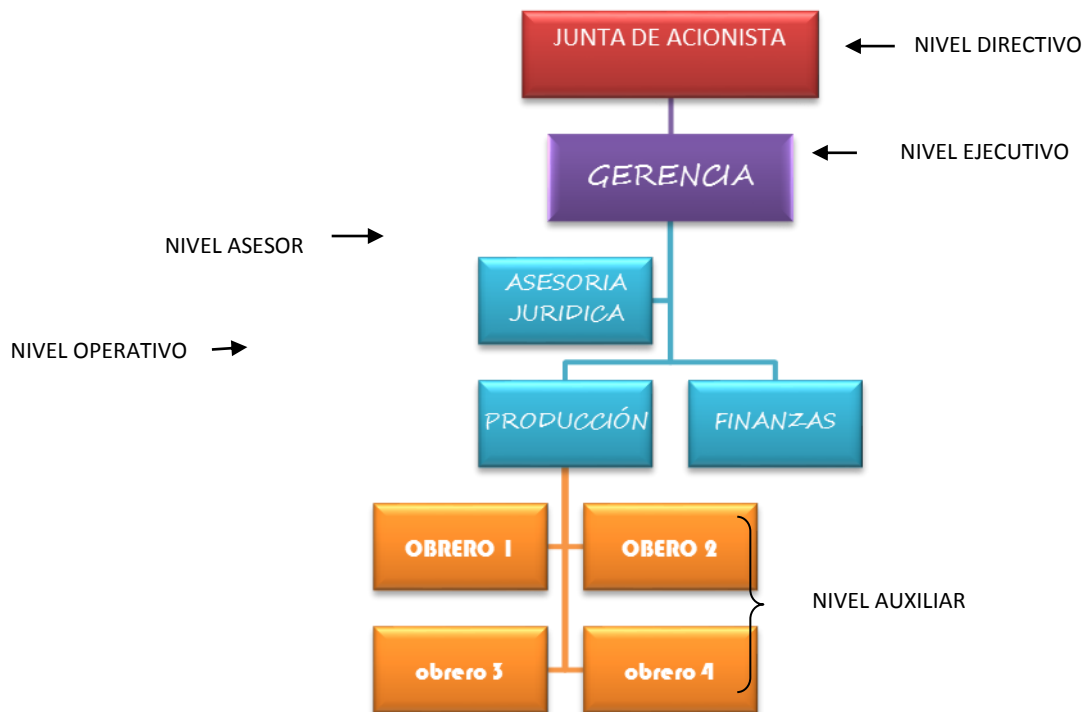 JUNTA DE ACIONISTA
NIVEL DIRECTIVO
GERENCIA
NIVEL EJECUTIVO
NIVEL ASESOR
ASESORIA
JURIDICA
NIVEL OPERATIVO
PRODUCCIÓN
FINANZAS
OBRERO 1
OBERO 2
NIVEL AUXILIAR
obrero 3
obrero 4